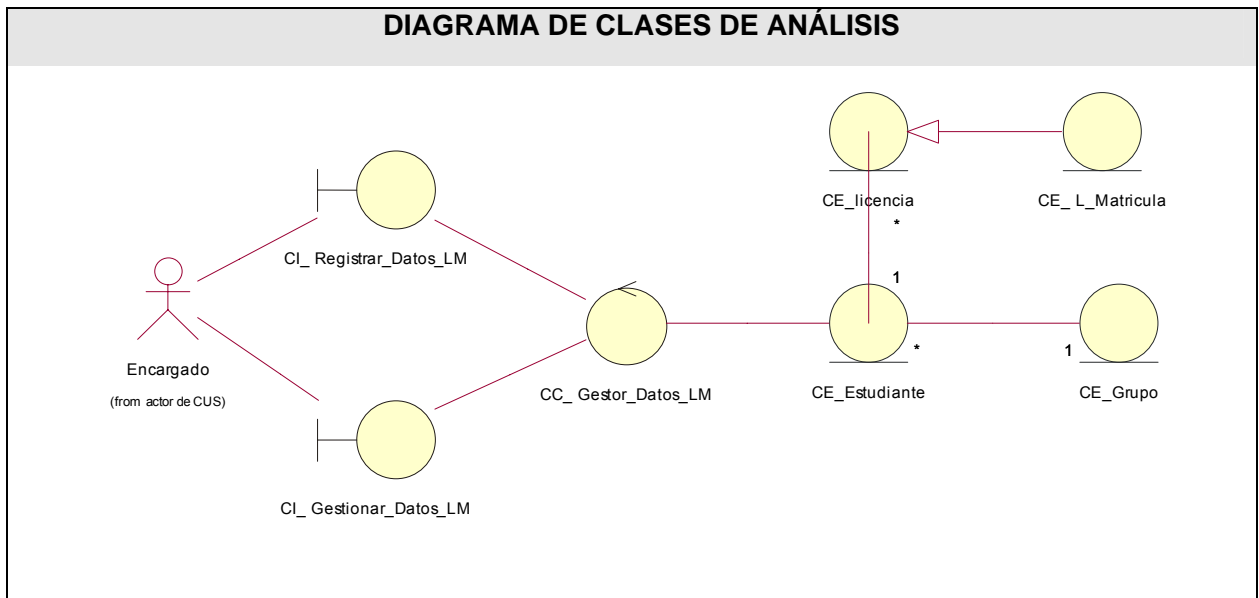 DIAGRAMA DE CLASES DE ANÁLISIS
CE_licencia
CE_ L_Matricula
*
CI_ Registrar_Datos_LM
1
Encargado
(from actor de CUS)
*
1
CC_ Gestor_Datos_LM
CE_Estudiante
CE_Grupo
CI_ Gestionar_Datos_LM